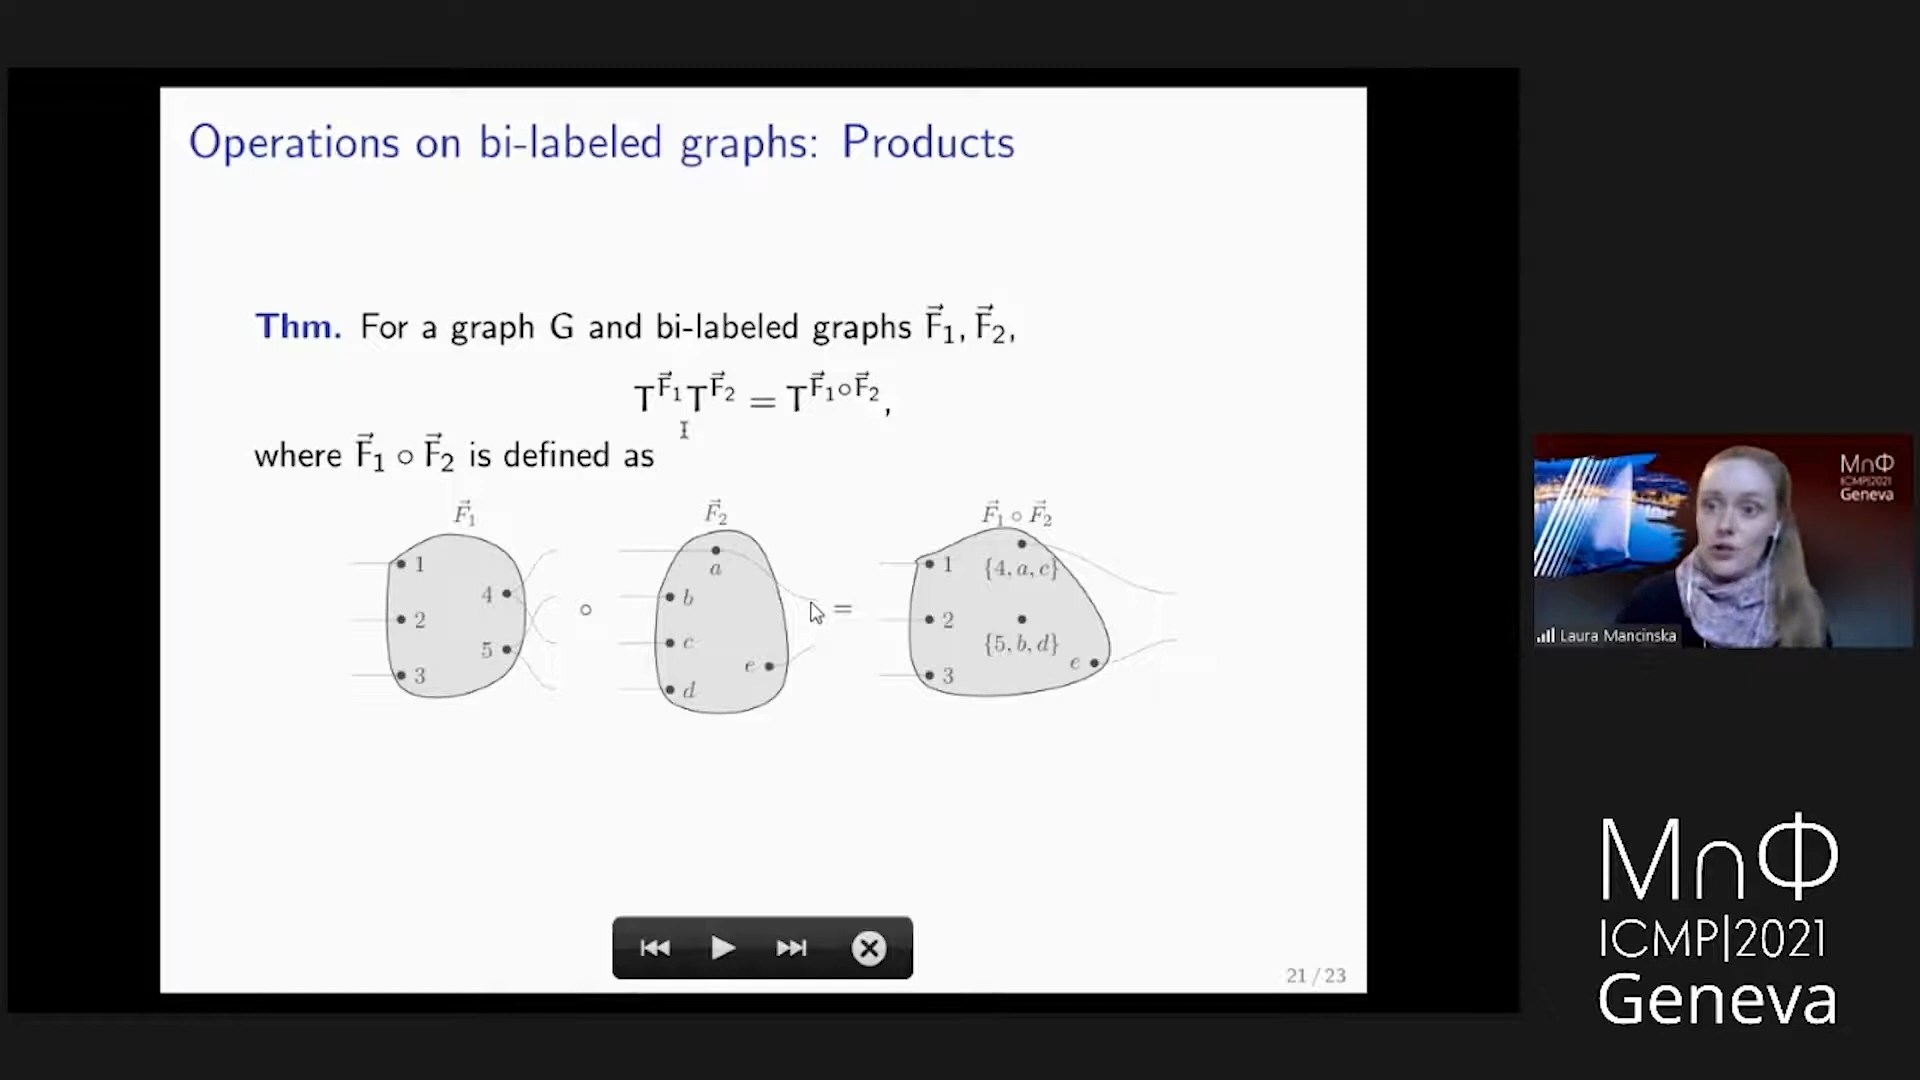 Operations on bi-labeled graphs: Products
Thm. For a graph G and bi-labeled graphs F⃗₁, F⃗₂,
T^F⃗₁ T^F⃗₂ = T^F⃗₁∘F⃗₂,
where F⃗₁ ∘ F⃗₂ is defined as
F⃗₁ F⃗₂ F⃗₁ ∘ F⃗₂
1 2 3 4 5
∘
a b c d e
=
1 2 3 {4, a, c} {5, b, d} e
21 / 23
MnΦ
ICMP|2021
Geneva
Laura Mancinska
MnΦ
ICMP|2021
Geneva